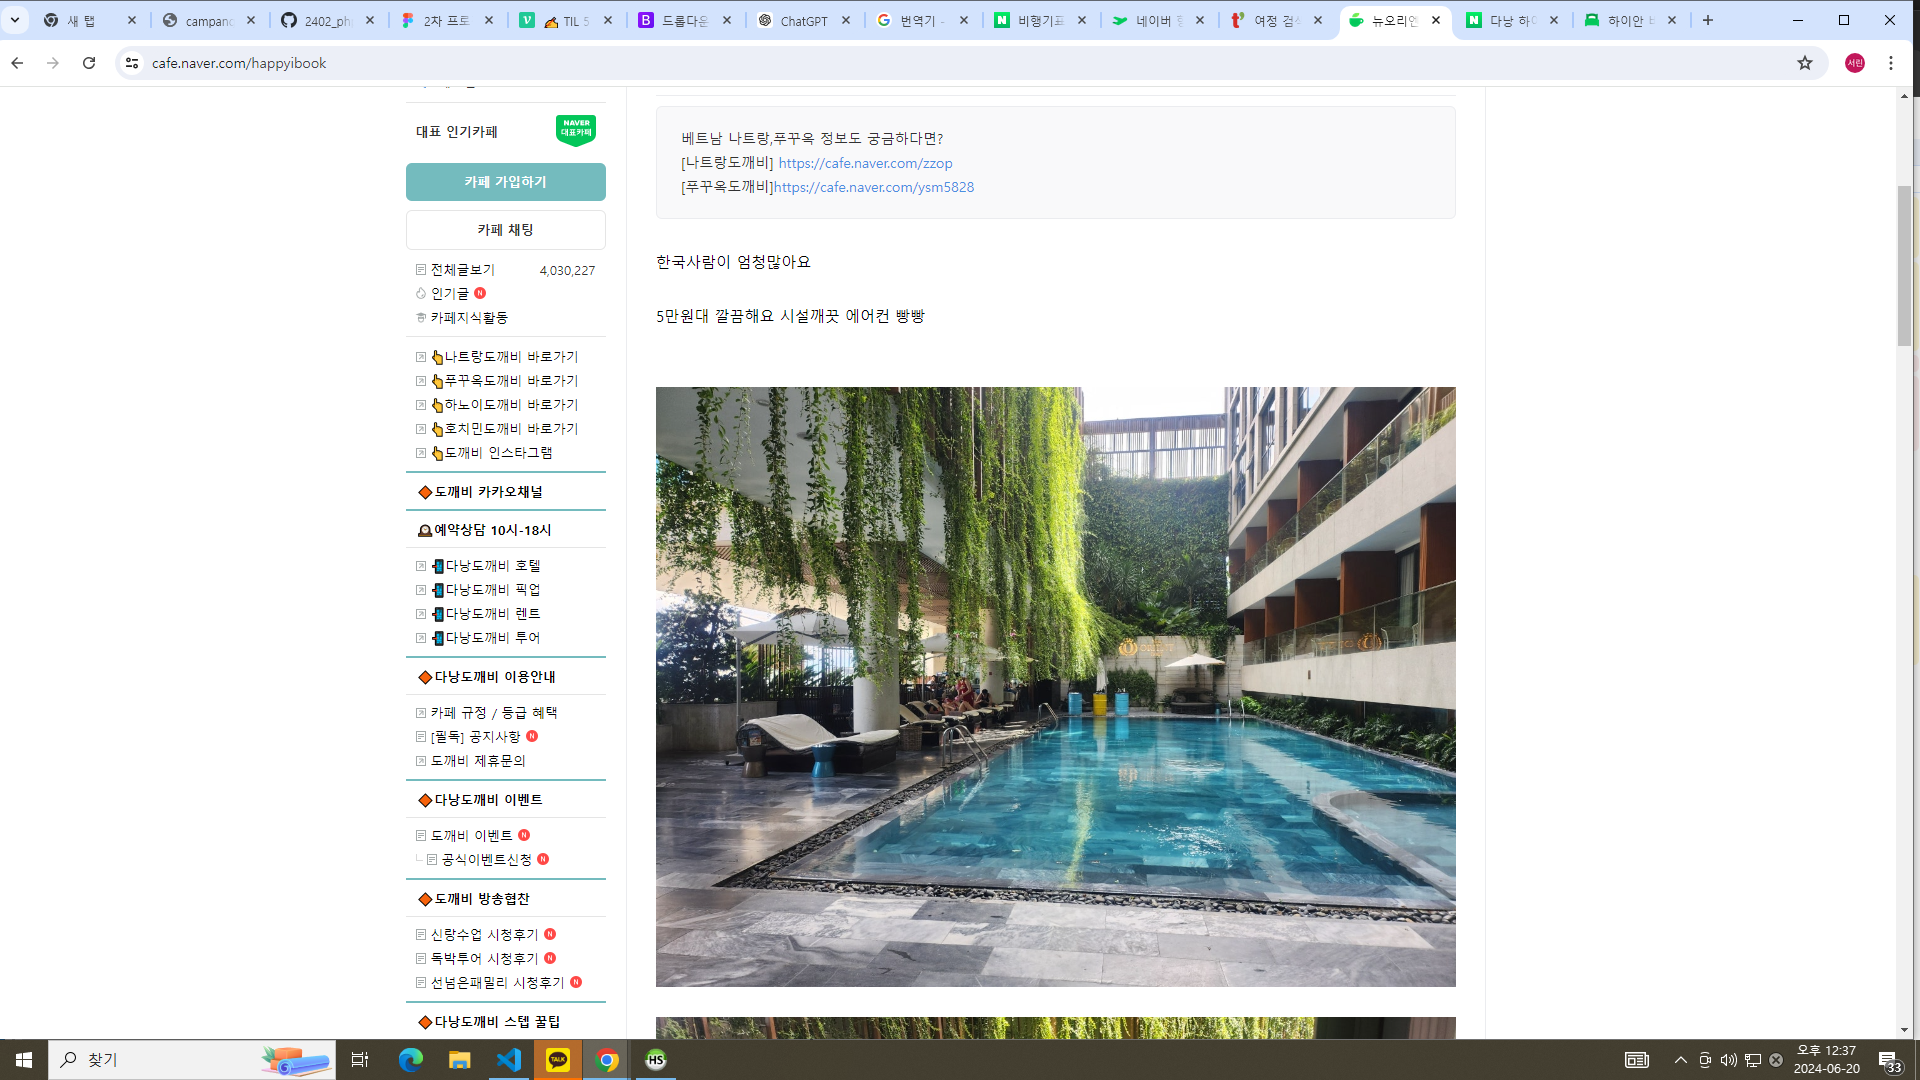 새 탭
campanc
2402_ph
2차 프로
TIL 5
드롭다운
ChatGPT
번역기 -
비행기표
네이버 항
여정 검색
뉴오리엔
다낭 하이
하이안 비
cafe.naver.com/happyibook
서린
대표 인기카페
NAVER
대표카페
카페 가입하기
카페 채팅
전체글보기 4,030,227
인기글 N
카페지식활동
나트랑도깨비 바로가기
푸꾸옥도깨비 바로가기
하노이도깨비 바로가기
호치민도깨비 바로가기
도깨비 인스타그램
도깨비 카카오채널
예약상담 10시-18시
다낭도깨비 호텔
다낭도깨비 픽업
다낭도깨비 렌트
다낭도깨비 투어
다낭도깨비 이용안내
카페 규정 / 등급 혜택
[필독] 공지사항 N
도깨비 제휴문의
다낭도깨비 이벤트
도깨비 이벤트 N
공식이벤트신청 N
도깨비 방송협찬
신랑수업 시청후기 N
독박투어 시청후기 N
선넘은패밀리 시청후기 N
다낭도깨비 스텝 꿀팁
베트남 나트랑,푸꾸옥 정보도 궁금하다면?
[나트랑도깨비] https://cafe.naver.com/zzop
[푸꾸옥도깨비]https://cafe.naver.com/ysm5828
한국사람이 엄청많아요
5만원대 깔끔해요 시설깨끗 에어컨 빵빵
찾기
TALK
HS
오후 12:37
2024-06-20
33